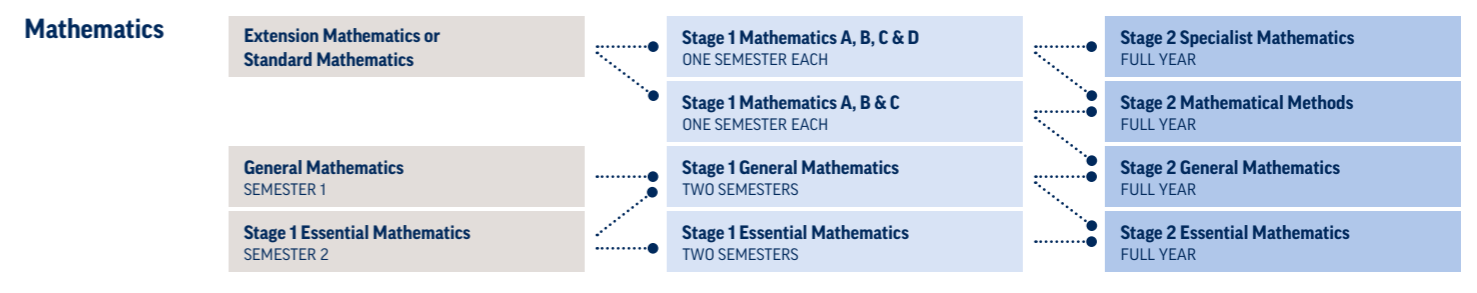 Mathematics
Extension Mathematics or
Standard Mathematics
Stage 1 Mathematics A, B, C & D
ONE SEMESTER EACH
Stage 2 Specialist Mathematics
FULL YEAR
Stage 1 Mathematics A, B & C
ONE SEMESTER EACH
Stage 2 Mathematical Methods
FULL YEAR
General Mathematics
SEMESTER 1
Stage 1 General Mathematics
TWO SEMESTERS
Stage 2 General Mathematics
FULL YEAR
Stage 1 Essential Mathematics
SEMESTER 2
Stage 1 Essential Mathematics
TWO SEMESTERS
Stage 2 Essential Mathematics
FULL YEAR